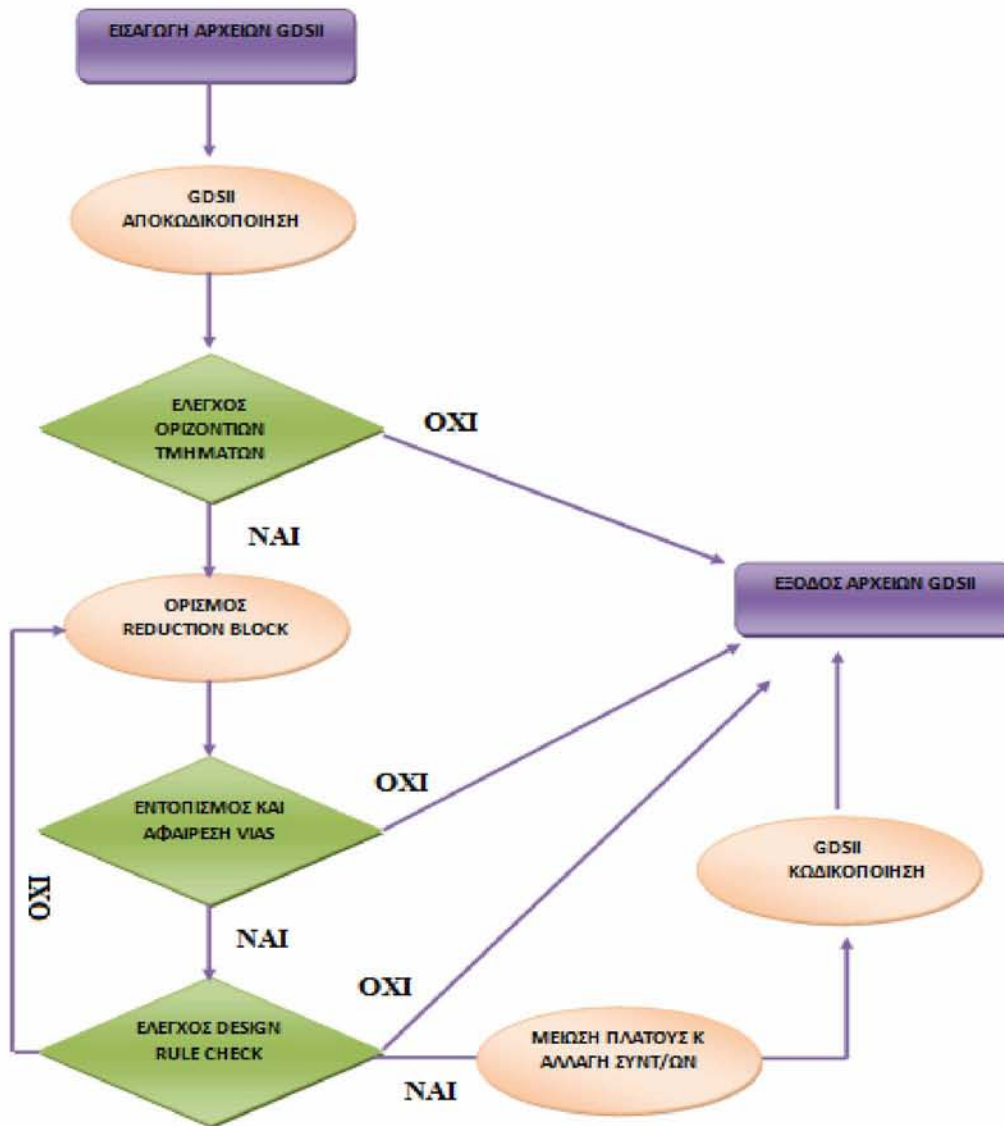 ΕΙΣΑΓΩΓΗ ΑΡΧΕΙΩΝ GDSII
GDSII
ΑΠΟΚΩΔΙΚΟΠΟΙΗΣΗ
ΕΛΕΓΧΟΣ
ΟΡΙΖΟΝΤΙΩΝ
ΤΜΗΜΑΤΩΝ
ΟΧΙ
ΝΑΙ
ΕΞΟΔΟΣ ΑΡΧΕΙΩΝ GDSII
ΟΡΙΣΜΟΣ
REDUCTION BLOCK
ΟΧΙ
ΕΝΤΟΠΙΣΜΟΣ ΚΑΙ
ΑΦΑΙΡΕΣΗ VIAS
GDSII
ΚΩΔΙΚΟΠΟΙΗΣΗ
ΟΧΙ
ΝΑΙ
ΟΧΙ
ΕΛΕΓΧΟΣ DESIGN
RULE CHECK
ΜΕΙΩΣΗ ΠΛΑΤΟΥΣ Κ
ΑΛΛΑΓΗ ΣΥΝΤ/ΩΝ
ΝΑΙ